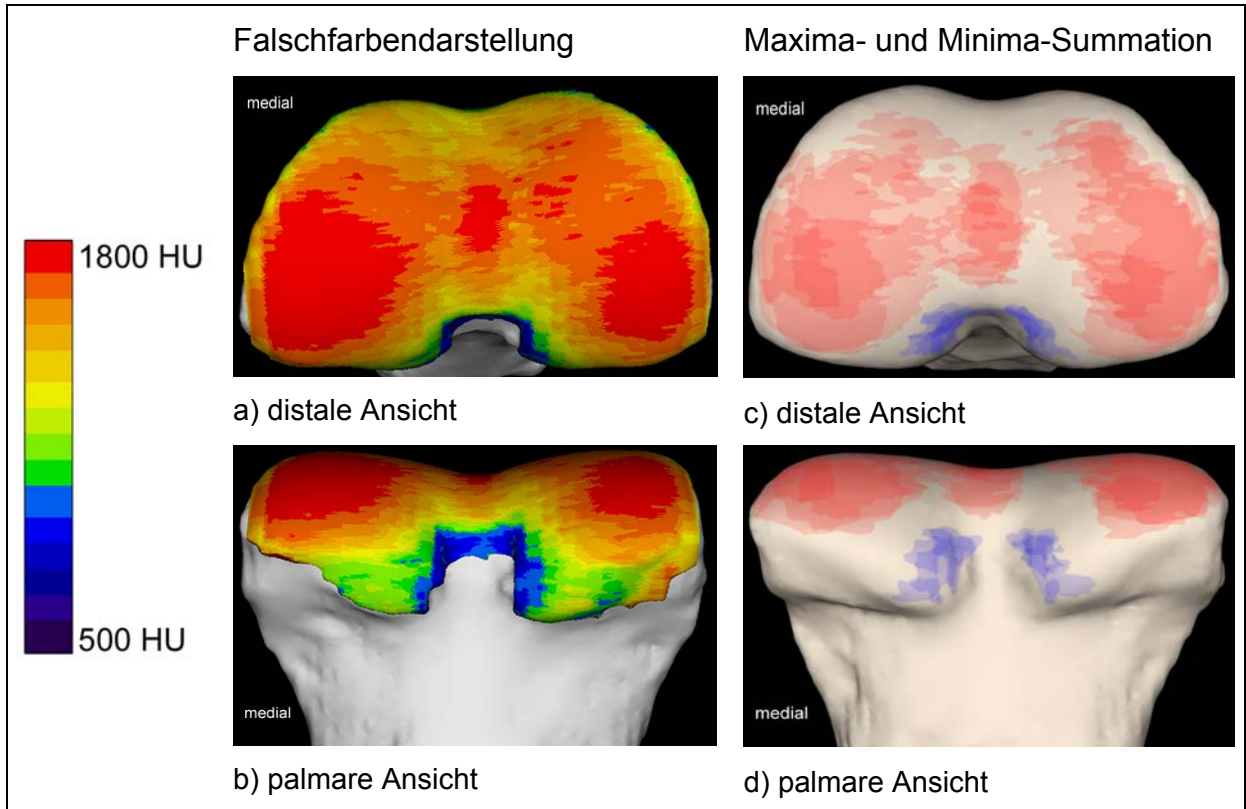 Falschfarbendarstellung
Maxima- und Minima-Summation
medial
medial
1800 HU
500 HU
a) distale Ansicht
c) distale Ansicht
medial
medial
b) palmare Ansicht
d) palmare Ansicht